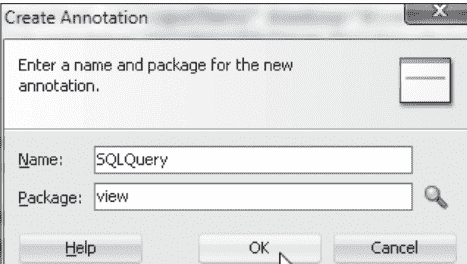 Create Annotation
Enter a name and package for the new
annotation.
Name: SQLQuery
Package: view
Help OK Cancel